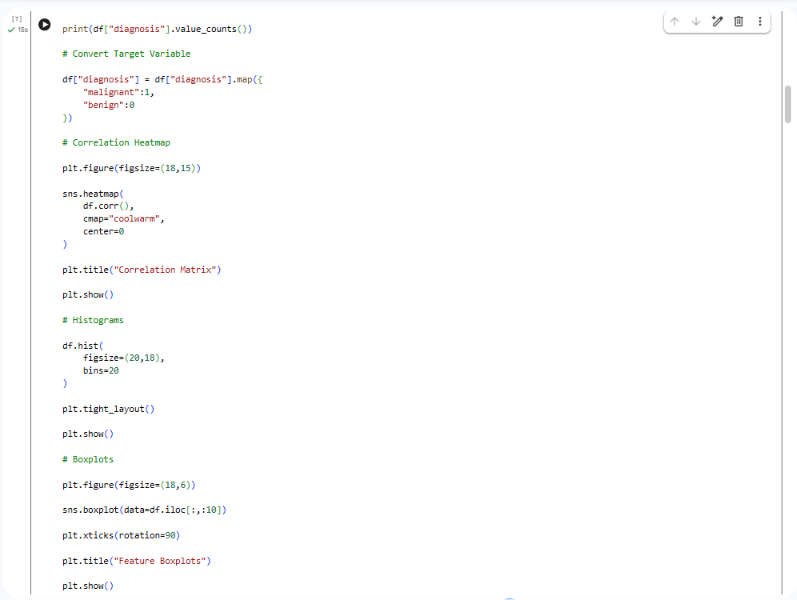 [7]
15s
print(df["diagnosis"].value_counts())
# Convert Target Variable
df["diagnosis"] = df["diagnosis"].map({
    "malignant":1,
    "benign":0
})
# Correlation Heatmap
plt.figure(figsize=(18,15))
sns.heatmap(
    df.corr(),
    cmap="coolwarm",
    center=0
)
plt.title("Correlation Matrix")
plt.show()
# Histograms
df.hist(
    figsize=(20,18),
    bins=20
)
plt.tight_layout()
plt.show()
# Boxplots
plt.figure(figsize=(18,6))
sns.boxplot(data=df.iloc[:,:10])
plt.xticks(rotation=90)
plt.title("Feature Boxplots")
plt.show()